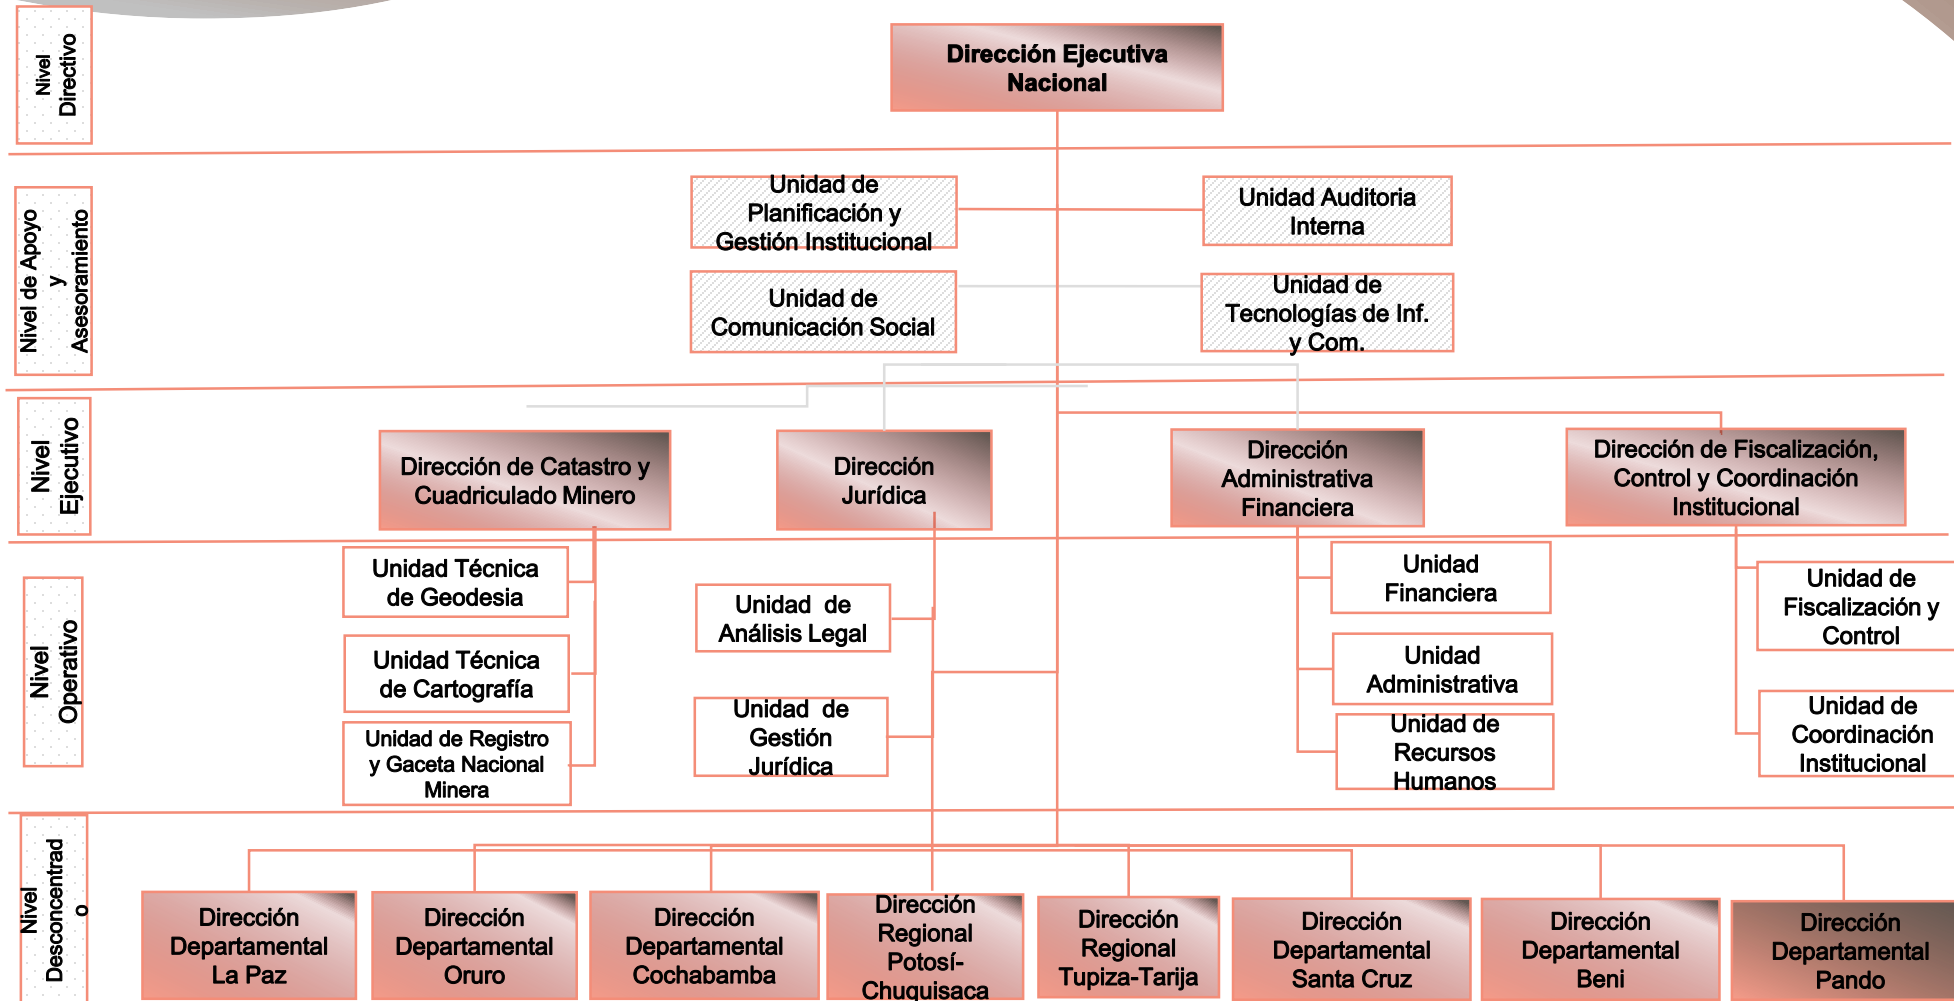 Nivel
Directivo
Dirección Ejecutiva
Nacional
Nivel de Apoyo
y
Asesoramiento
Unidad de
Planificación y
Gestión Institucional
Unidad Auditoria
Interna
Unidad de
Comunicación Social
Unidad de
Tecnologías de Inf.
y Com.
Nivel
Ejecutivo
Dirección de Catastro y
Cuadriculado Minero
Dirección
Jurídica
Dirección
Administrativa
Financiera
Dirección de Fiscalización,
Control y Coordinación
Institucional
Nivel
Operativo
Unidad Técnica
de Geodesia
Unidad Técnica
de Cartografía
Unidad de Registro
y Gaceta Nacional
Minera
Unidad de
Análisis Legal
Unidad de
Gestión
Jurídica
Unidad
Financiera
Unidad
Administrativa
Unidad de
Recursos
Humanos
Unidad de
Fiscalización y
Control
Unidad de
Coordinación
Institucional
Nivel
Desconcentrad
o
Dirección
Departamental
La Paz
Dirección
Departamental
Oruro
Dirección
Departamental
Cochabamba
Dirección
Regional
Potosí-
Chuquisaca
Dirección
Regional
Tupiza-Tarija
Dirección
Departamental
Santa Cruz
Dirección
Departamental
Beni
Dirección
Departamental
Pando